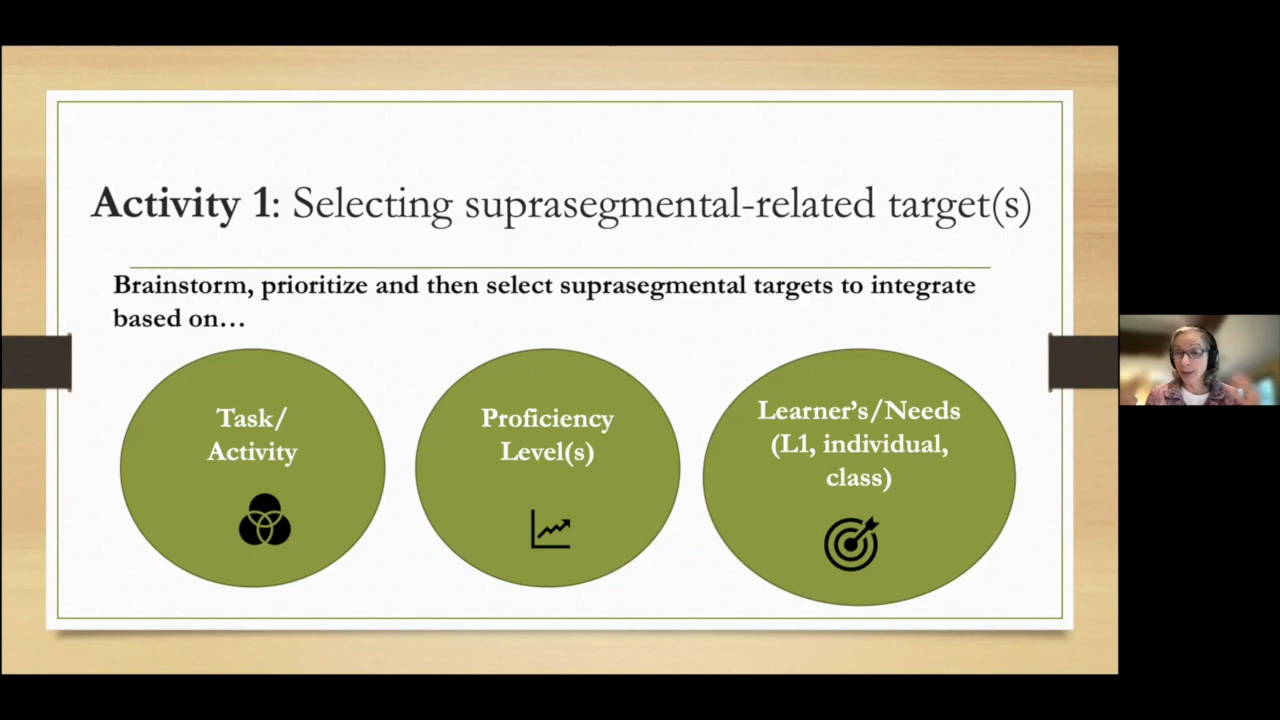 Activity 1: Selecting suprasegmental-related target(s)
Brainstorm, prioritize and then select suprasegmental targets to integrate
based on…
Task/
Activity
Proficiency
Level(s)
Learner’s/Needs
(L1, individual,
class)